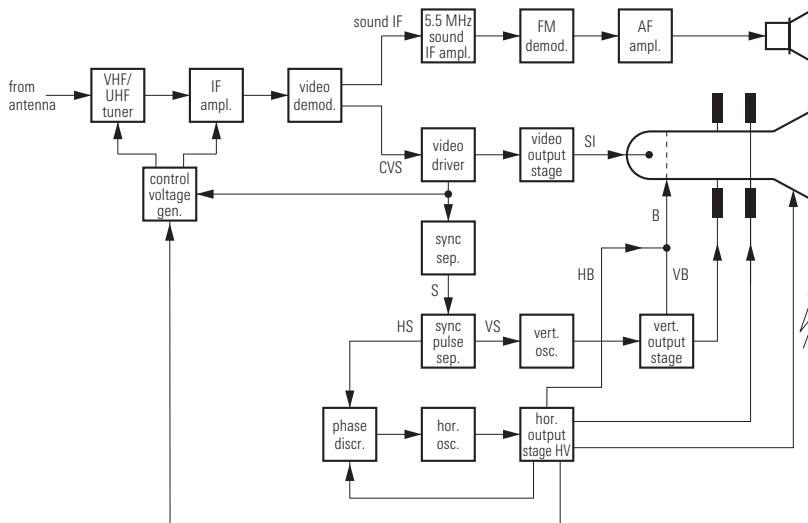 sound IF
5.5 MHz
sound
IF ampl.
FM
demod.
AF
ampl.
from
antenna
VHF/
UHF
tuner
IF
ampl.
video
demod.
CVS
video
driver
video
output
stage
SI
control
voltage
gen.
B
sync
sep.
S
HB
VB
HS
sync
pulse
sep.
VS
vert.
osc.
vert.
output
stage
phase
discr.
hor.
osc.
hor.
output
stage HV